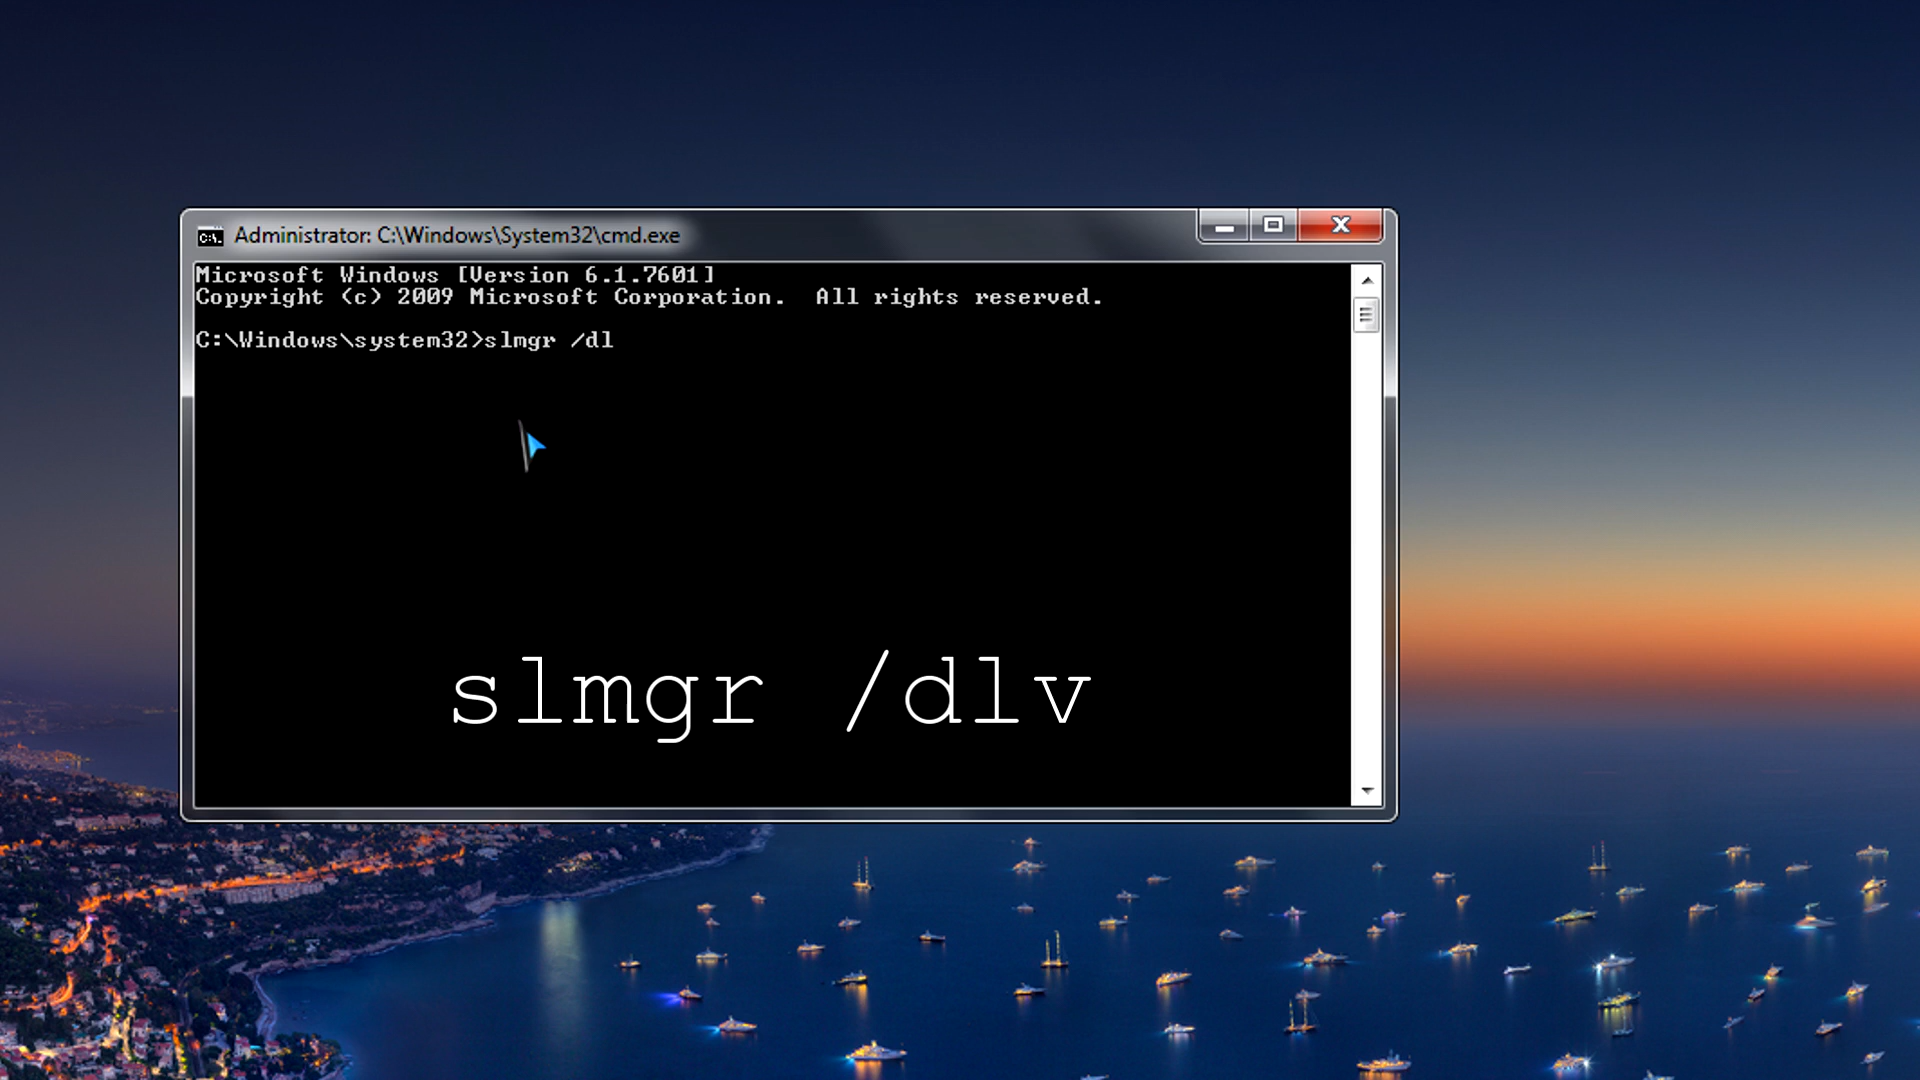 Administrator: C:\Windows\System32\cmd.exe
Microsoft Windows [Version 6.1.7601]
Copyright (c) 2009 Microsoft Corporation.  All rights reserved.
C:\Windows\system32>slmgr /dl
slmgr /dlv